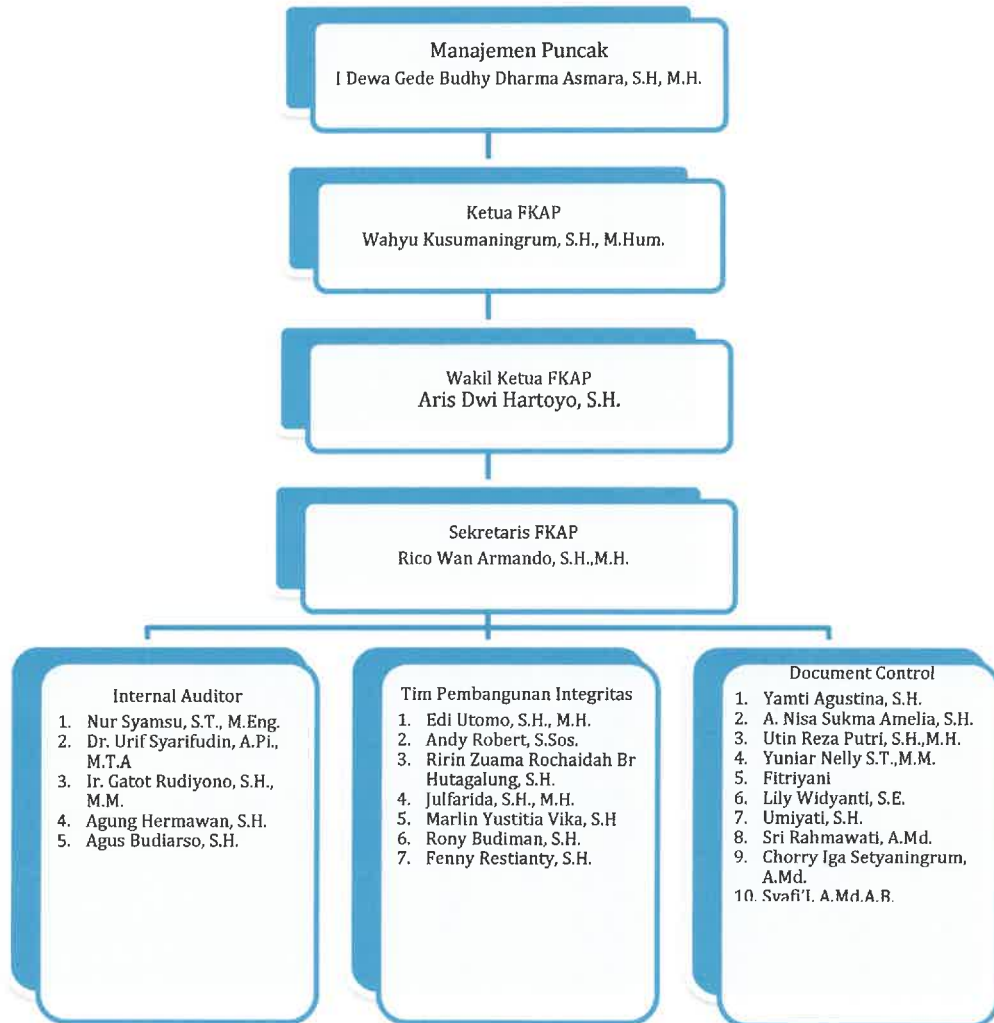 Manajemen Puncak
I Dewa Gede Budhy Dharma Asmara, S.H, M.H.
Ketua FKAP
Wahyu Kusumaningrum, S.H., M.Hum.
Wakil Ketua FKAP
Aris Dwi Hartoyo, S.H.
Sekretaris FKAP
Rico Wan Armando, S.H.,M.H.
Internal Auditor
1. Nur Syamsu, S.T., M.Eng.
2. Dr. Urif Syarifudin, A.Pi.,
M.T.A
3. Ir. Gatot Rudiyono, S.H.,
M.M.
4. Agung Hermawan, S.H.
5. Agus Budiarso, S.H.
Tim Pembangunan Integritas
1. Edi Utomo, S.H., M.H.
2. Andy Robert, S.Sos.
3. Ririn Zuama Rochaidah Br
Hutagalung, S.H.
4. Julfarida, S.H., M.H.
5. Marlin Yustitia Vika, S.H
6. Rony Budiman, S.H.
7. Fenny Restianty, S.H.
Document Control
1. Yamti Agustina, S.H.
2. A. Nisa Sukma Amelia, S.H.
3. Utin Reza Putri, S.H.,M.H.
4. Yuniar Nelly S.T.,M.M.
5. Fitriyani
6. Lily Widyanti, S.E.
7. Umiyati, S.H.
8. Sri Rahmawati, A.Md.
9. Chorry Iga Setyaningrum,
A.Md.
10. Syafi'I, A.Md.A.B.